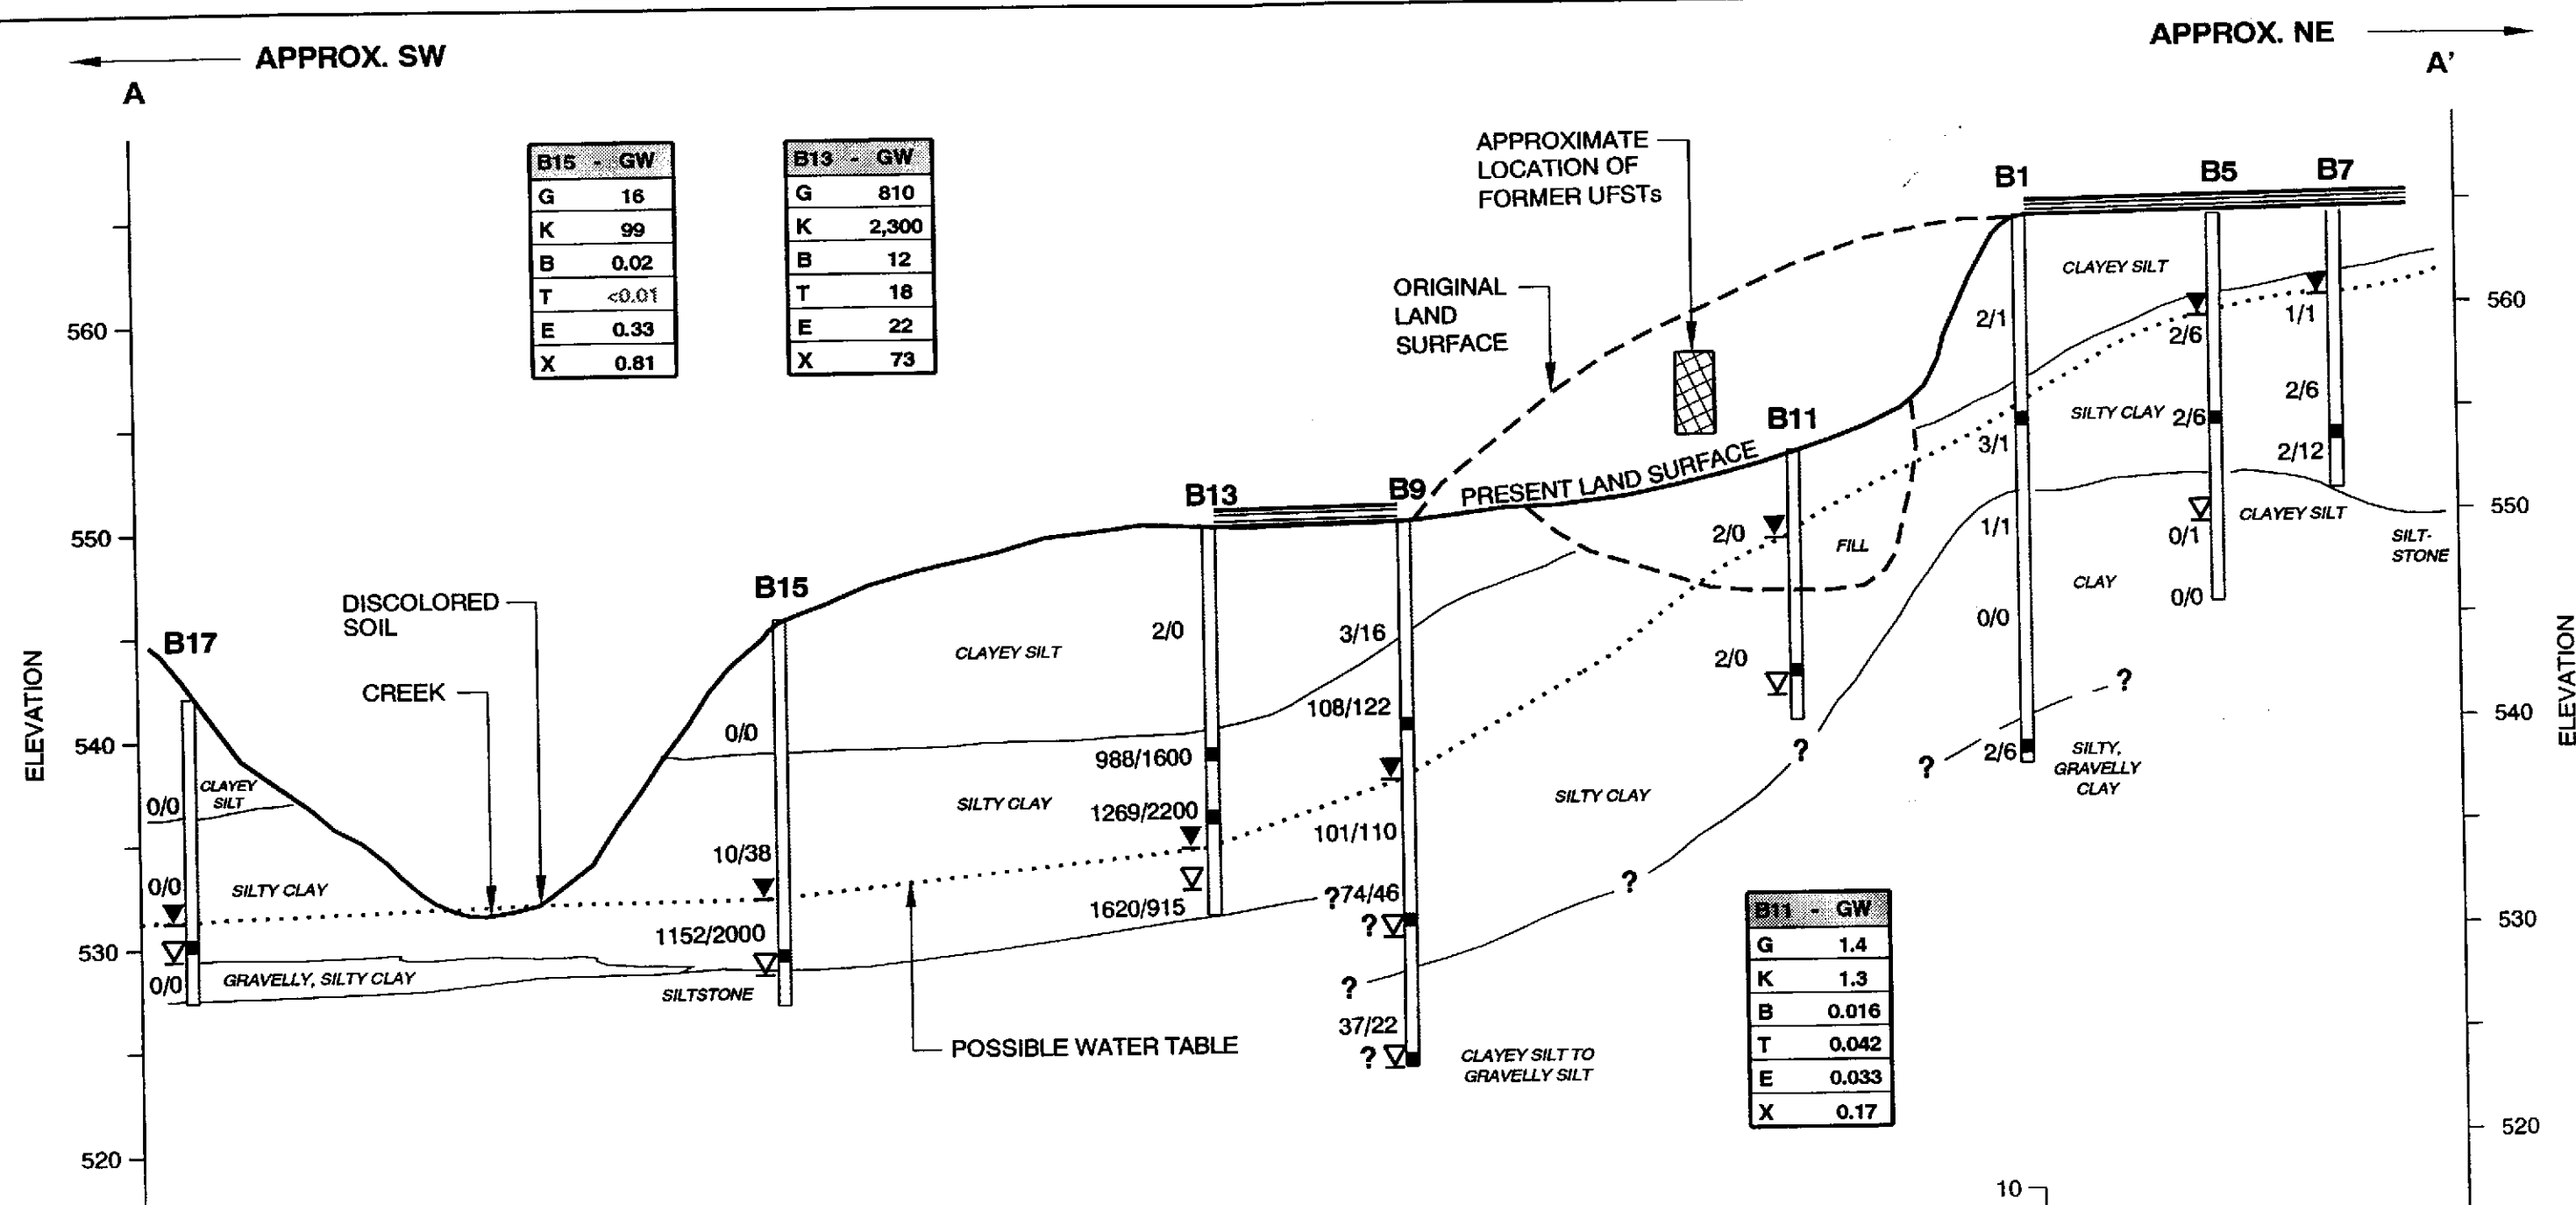 APPROX. SW
APPROX. NE
A
A'
B15 - GW
G 16
K 99
B 0.02
T <0.01
E 0.33
X 0.81
B13 - GW
G 810
K 2,300
B 12
T 18
E 22
X 73
APPROXIMATE
LOCATION OF
FORMER UFSTs
ORIGINAL
LAND
SURFACE
B1
B5
B7
CLAYEY SILT
560
560
2/1
2/6
1/1
2/6
SILTY CLAY
2/6
3/1
2/12
B11
PRESENT LAND SURFACE
B13
B9
550
550
2/0
FILL
1/1
CLAYEY SILT
0/1
SILT-
STONE
CLAY
0/0
0/0
B15
DISCOLORED
SOIL
B17
CREEK
ELEVATION
ELEVATION
2/0
3/16
CLAYEY SILT
2/0
0/0
108/122
540
540
988/1600
?
?
?
2/6
SILTY,
GRAVELLY
CLAY
CLAYEY
SILT
0/0
SILTY CLAY
SILTY CLAY
1269/2200
101/110
10/38
0/0
SILTY CLAY
?
?74/46
1620/915
530
530
?
1152/2000
0/0
GRAVELLY, SILTY CLAY
SILTSTONE
?
37/22
POSSIBLE WATER TABLE
?
CLAYEY SILT TO
GRAVELLY SILT
B11 - GW
G 1.4
K 1.3
B 0.016
T 0.042
E 0.033
X 0.17
520
520
10